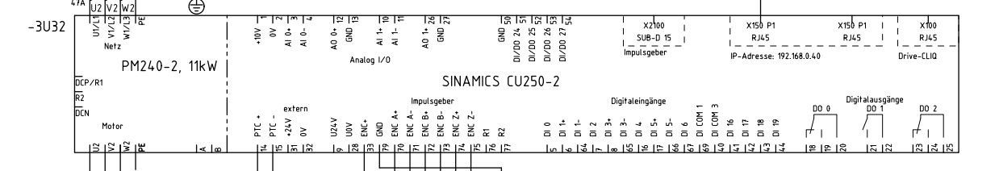 47A
U2 V2 W2
-3U32
U1/L1 V1/L2 W1/L3 PE
Netz
PM240-2, 11kW
DCP/R1
R2
DCN
Motor
U2 V2 W2 PE
A B
1 2 3 4 12 13 10 11 26 27 50 51 52 53 54
+10V 0V AI 0+ AI 0- AO 0+ GND AI 1+ AI 1- AO 1+ GND GND DI/DO 24 DI/DO 25 DI/DO 26 DI/DO 27
Analog I/O
X2100
SUB-D 15
Impulsgeber
X150 P1
RJ45
X150 P1
RJ45
IP-Adresse: 192.168.0.40
X100
RJ45
Drive-CLIQ
SINAMICS CU250-2
extern
Impulsgeber
Digitaleingänge
Digitalausgänge
DO 0 DO 1 DO 2
PTC + PTC - +24V 0V U24V U0V ENC+ GND ENC A+ ENC A- ENC B+ ENC B- ENC Z+ ENC Z- R1 R2
DI 0 DI 1+ DI 1- DI 2 DI 3+ DI 3- DI 4 DI 5+ DI 5- DI 6 DI COM 1 DI COM 3 DI 16 DI 17 DI 18 DI 19
14 15 31 32 9 28 33 79 70 71 72 73 74 75 76 77
5 6 64 7 8 65 16 17 66 67 69 40 41 42 43 44
18 19 20 21 22 23 24 25